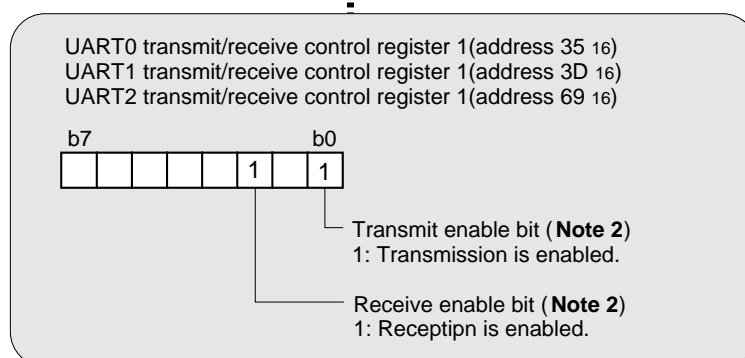 UART0 transmit/receive control register 1(address 35 16)
UART1 transmit/receive control register 1(address 3D 16)
UART2 transmit/receive control register 1(address 69 16)
b7 b0
1 1
Transmit enable bit (Note 2)
1: Transmission is enabled.
Receive enable bit (Note 2)
1: Receptipn is enabled.